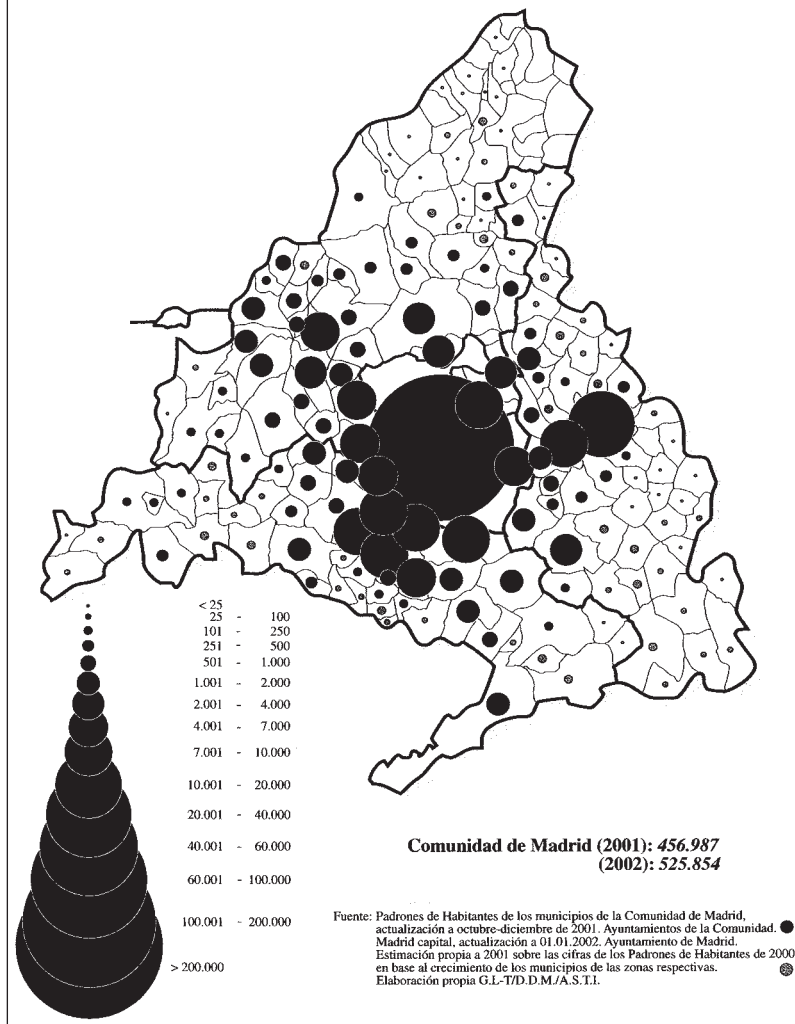 < 25
25 - 100
101 - 250
251 - 500
501 - 1.000
1.001 - 2.000
2.001 - 4.000
4.001 - 7.000
7.001 - 10.000
10.001 - 20.000
20.001 - 40.000
40.001 - 60.000
60.001 - 100.000
100.001 - 200.000
> 200.000
Comunidad de Madrid (2001): 456.987
(2002): 525.854
Fuente: Padrones de Habitantes de los municipios de la Comunidad de Madrid,
actualización a octubre-diciembre de 2001. Ayuntamientos de la Comunidad.
Madrid capital, actualización a 01.01.2002. Ayuntamiento de Madrid.
Estimación propia a 2001 sobre las cifras de los Padrones de Habitantes de 2000
en base al crecimiento de los municipios de las zonas respectivas.
Elaboración propia G.L-T/D.D.M./A.S.T.I.